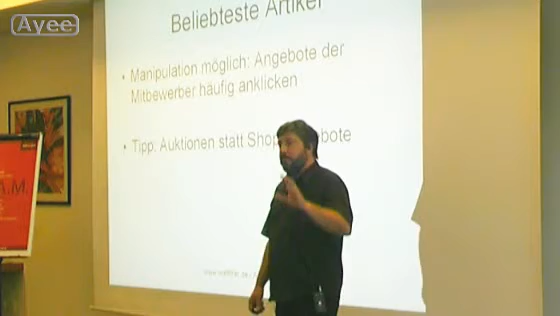 Ayee
Beliebteste Artikel
• Manipulation möglich: Angebote der
Mitbewerber häufig anklicken
• Tipp: Auktionen statt Shop bote
A.M.